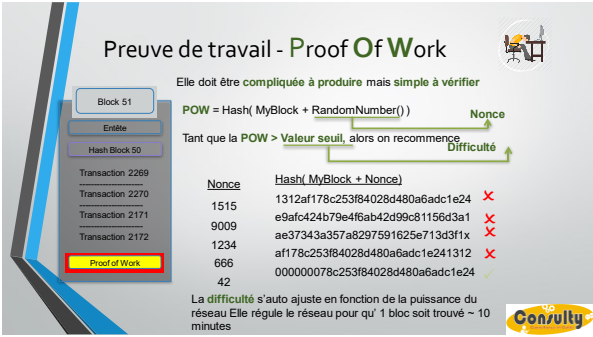 Preuve de travail - Proof Of Work
Elle doit être compliquée à produire mais simple à vérifier
Block 51
Entête
Hash Block 50
Transaction 2269
----------------------
Transaction 2270
----------------------
Transaction 2171
----------------------
Transaction 2172
Proof of Work
POW = Hash( MyBlock + RandomNumber() )
Nonce
Tant que la POW > Valeur seuil, alors on recommence
Difficulté
Nonce
1515
9009
1234
666
42
Hash( MyBlock + Nonce)
1312af178c253f84028d480a6adc1e24
e9afc424b79e4f6ab42d99c81156d3a1
ae37343a357a8297591625e713d3f1x
af178c253f84028d480a6adc1e241312
000000078c253f84028d480a6adc1e24
La difficulté s'auto ajuste en fonction de la puissance du
réseau Elle régule le réseau pour qu' 1 bloc soit trouvé ~ 10
minutes
Consulty